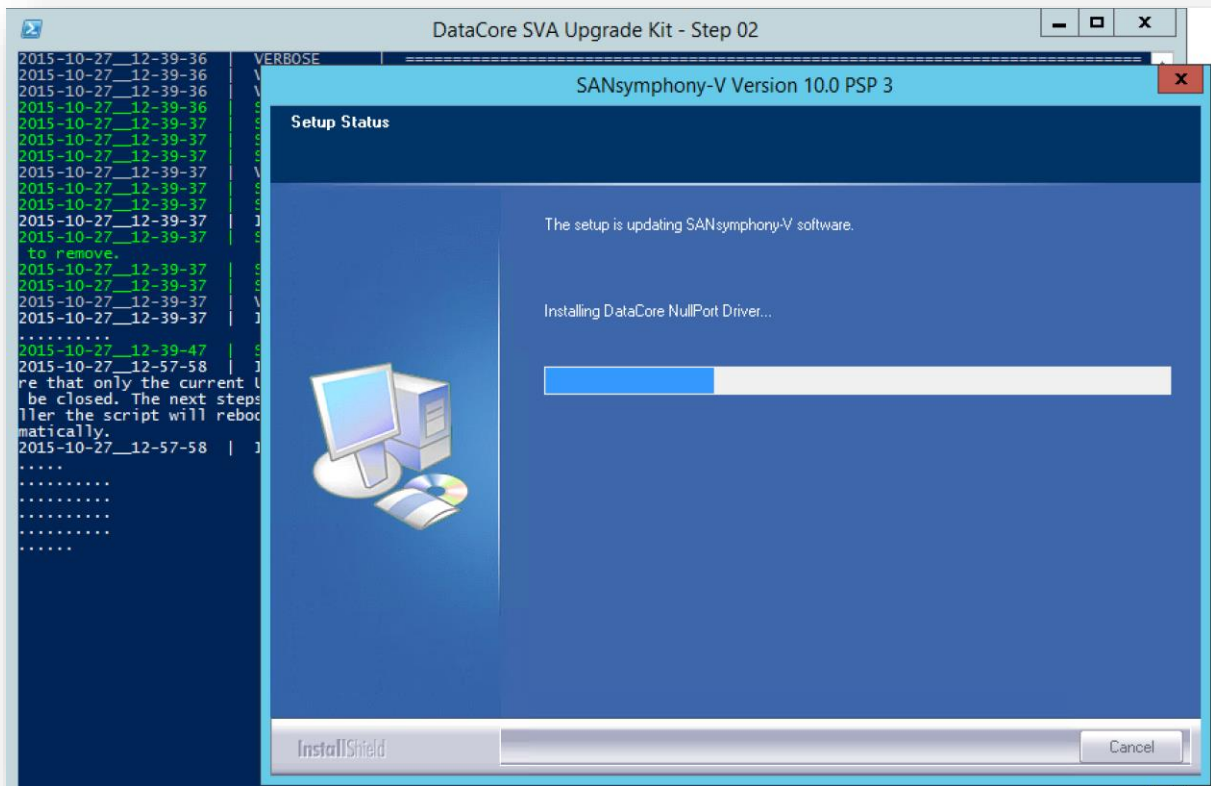 DataCore SVA Upgrade Kit - Step 02
2015-10-27__12-39-36 | VERBOSE | ================================================================
2015-10-27__12-39-36 | V
2015-10-27__12-39-36 | V
2015-10-27__12-39-36 | S
2015-10-27__12-39-37 | S
2015-10-27__12-39-37 | S
2015-10-27__12-39-37 | S
2015-10-27__12-39-37 | V
2015-10-27__12-39-37 | S
2015-10-27__12-39-37 | S
2015-10-27__12-39-37 | I
2015-10-27__12-39-37 | S
to remove.
2015-10-27__12-39-37 | S
2015-10-27__12-39-37 | S
2015-10-27__12-39-37 | V
2015-10-27__12-39-37 | I
..........
2015-10-27__12-39-47 | S
2015-10-27__12-57-58 | I
re that only the current U
be closed. The next steps
ller the script will reboo
matically.
2015-10-27__12-57-58 | I
.....
..........
..........
..........
..........
......
SANsymphony-V Version 10.0 PSP 3
Setup Status
The setup is updating SANsymphony-V software.
Installing DataCore NullPort Driver...
InstallShield
Cancel